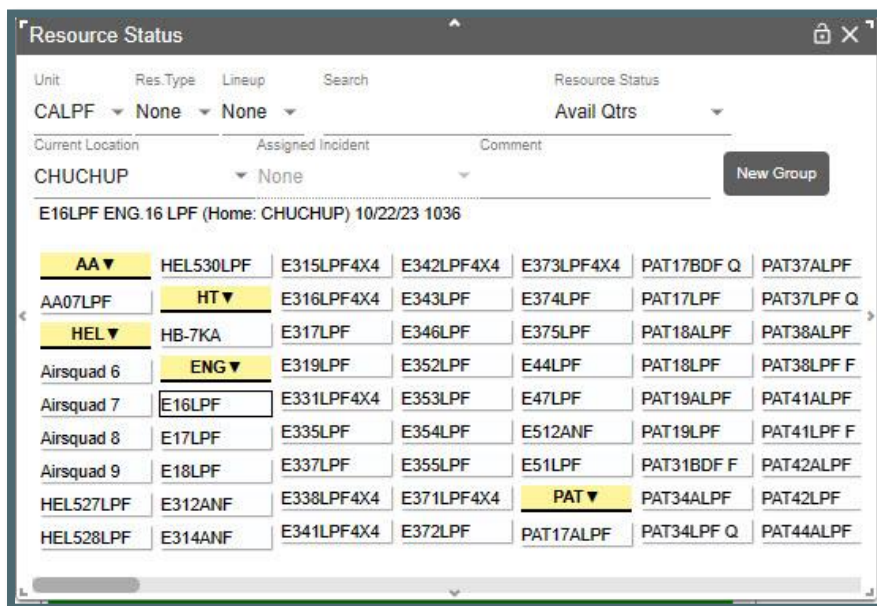 Resource Status
Unit Res.Type Lineup Search Resource Status
CALPF None None Avail Qtrs
Current Location Assigned Incident Comment
CHUCHUP None New Group
E16LPF ENG.16 LPF (Home: CHUCHUP) 10/22/23 1036
AA▼ HEL530LPF E315LPF4X4 E342LPF4X4 E373LPF4X4 PAT17BDF Q PAT37ALPF
AA07LPF HT▼ E316LPF4X4 E343LPF E374LPF PAT17LPF PAT37LPF Q
HEL▼ HB-7KA E317LPF E346LPF E375LPF PAT18ALPF PAT38ALPF
Airsquad 6 ENG▼ E319LPF E352LPF E44LPF PAT18LPF PAT38LPF F
Airsquad 7 E16LPF E331LPF4X4 E353LPF E47LPF PAT19ALPF PAT41ALPF
Airsquad 8 E17LPF E335LPF E354LPF E512ANF PAT19LPF PAT41LPF F
Airsquad 9 E18LPF E337LPF E355LPF E51LPF PAT31BDF F PAT42ALPF
HEL527LPF E312ANF E338LPF4X4 E371LPF4X4 PAT▼ PAT34ALPF PAT42LPF
HEL528LPF E314ANF E341LPF4X4 E372LPF PAT17ALPF PAT34LPF Q PAT44ALPF